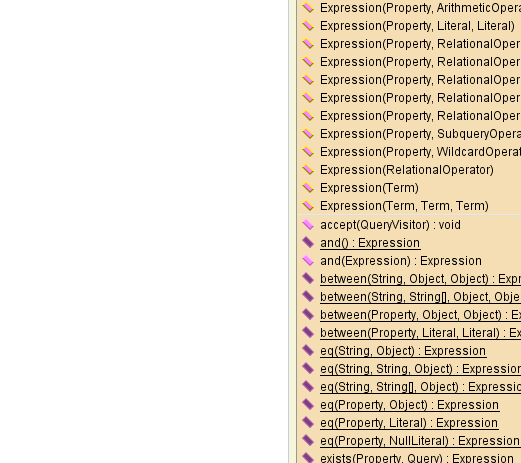 Expression(Property, ArithmeticOpera
Expression(Property, Literal, Literal)
Expression(Property, RelationalOper
Expression(Property, RelationalOper
Expression(Property, RelationalOper
Expression(Property, RelationalOper
Expression(Property, RelationalOper
Expression(Property, SubqueryOpera
Expression(Property, WildcardOperat
Expression(RelationalOperator)
Expression(Term)
Expression(Term, Term, Term)
accept(QueryVisitor) : void
and() : Expression
and(Expression) : Expression
between(String, Object, Object) : Expr
between(String, String[], Object, Obje
between(Property, Object, Object) : E
between(Property, Literal, Literal) : Ex
eq(String, Object) : Expression
eq(String, String, Object) : Expression
eq(String, String[], Object) : Expressio
eq(Property, Object) : Expression
eq(Property, Literal) : Expression
eq(Property, NullLiteral) : Expression
exists(Property, Query) : Expression